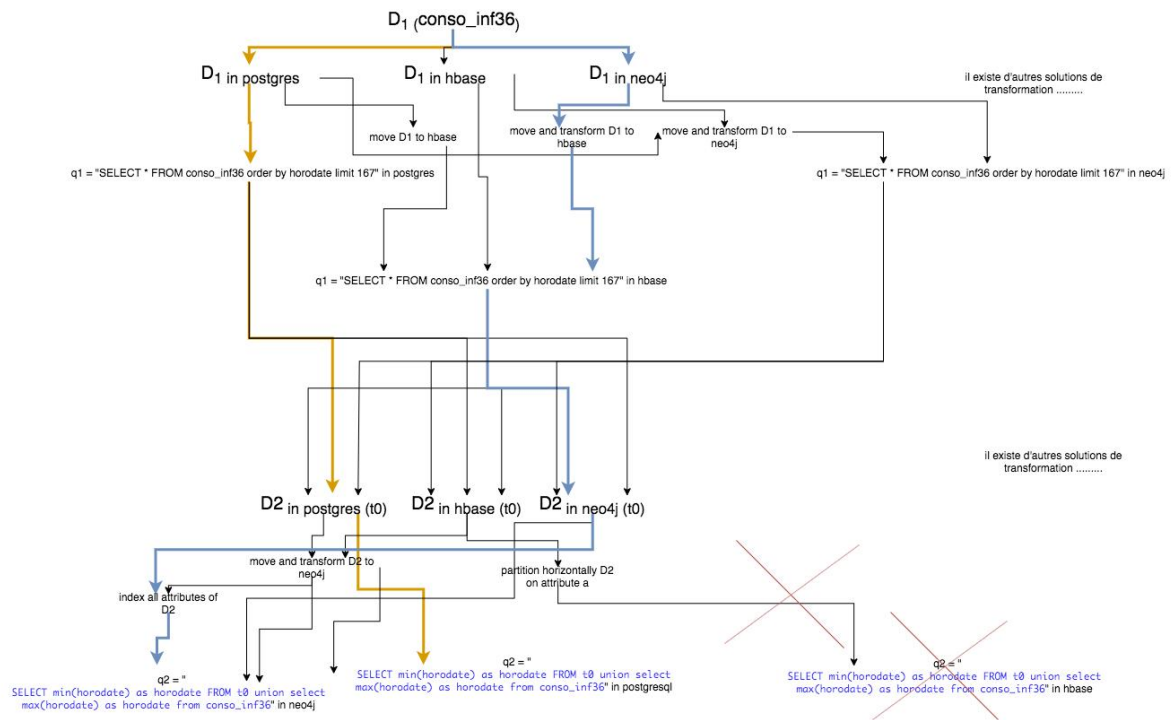 D1 (conso_inf36)
D1 in postgres
D1 in hbase
D1 in neo4j
il existe d'autres solutions de
transformation .........
move D1 to hbase
move and transform D1 to
hbase
move and transform D1 to
neo4j
q1 = "SELECT * FROM conso_inf36 order by horodate limit 167" in postgres
q1 = "SELECT * FROM conso_inf36 order by horodate limit 167" in neo4j
q1 = "SELECT * FROM conso_inf36 order by horodate limit 167" in hbase
il existe d'autres solutions de
transformation .........
D2 in postgres (t0)
D2 in hbase (t0)
D2 in neo4j (t0)
move and transform D2 to
neo4j
partition horizontally D2
on attribute a
index all attributes of
D2
q2 = "
SELECT min(horodate) as horodate FROM t0 union select
max(horodate) as horodate from conso_inf36" in neo4j
q2 = "
SELECT min(horodate) as horodate FROM t0 union select
max(horodate) as horodate from conso_inf36" in postgresql
q2 = "
SELECT min(horodate) as horodate FROM t0 union select
max(horodate) as horodate from conso_inf36" in hbase